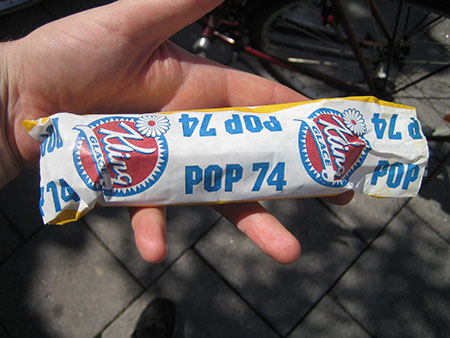 Kling
GLACE
POP 74 POP
POP 74
Kling
GLACE
74
POP